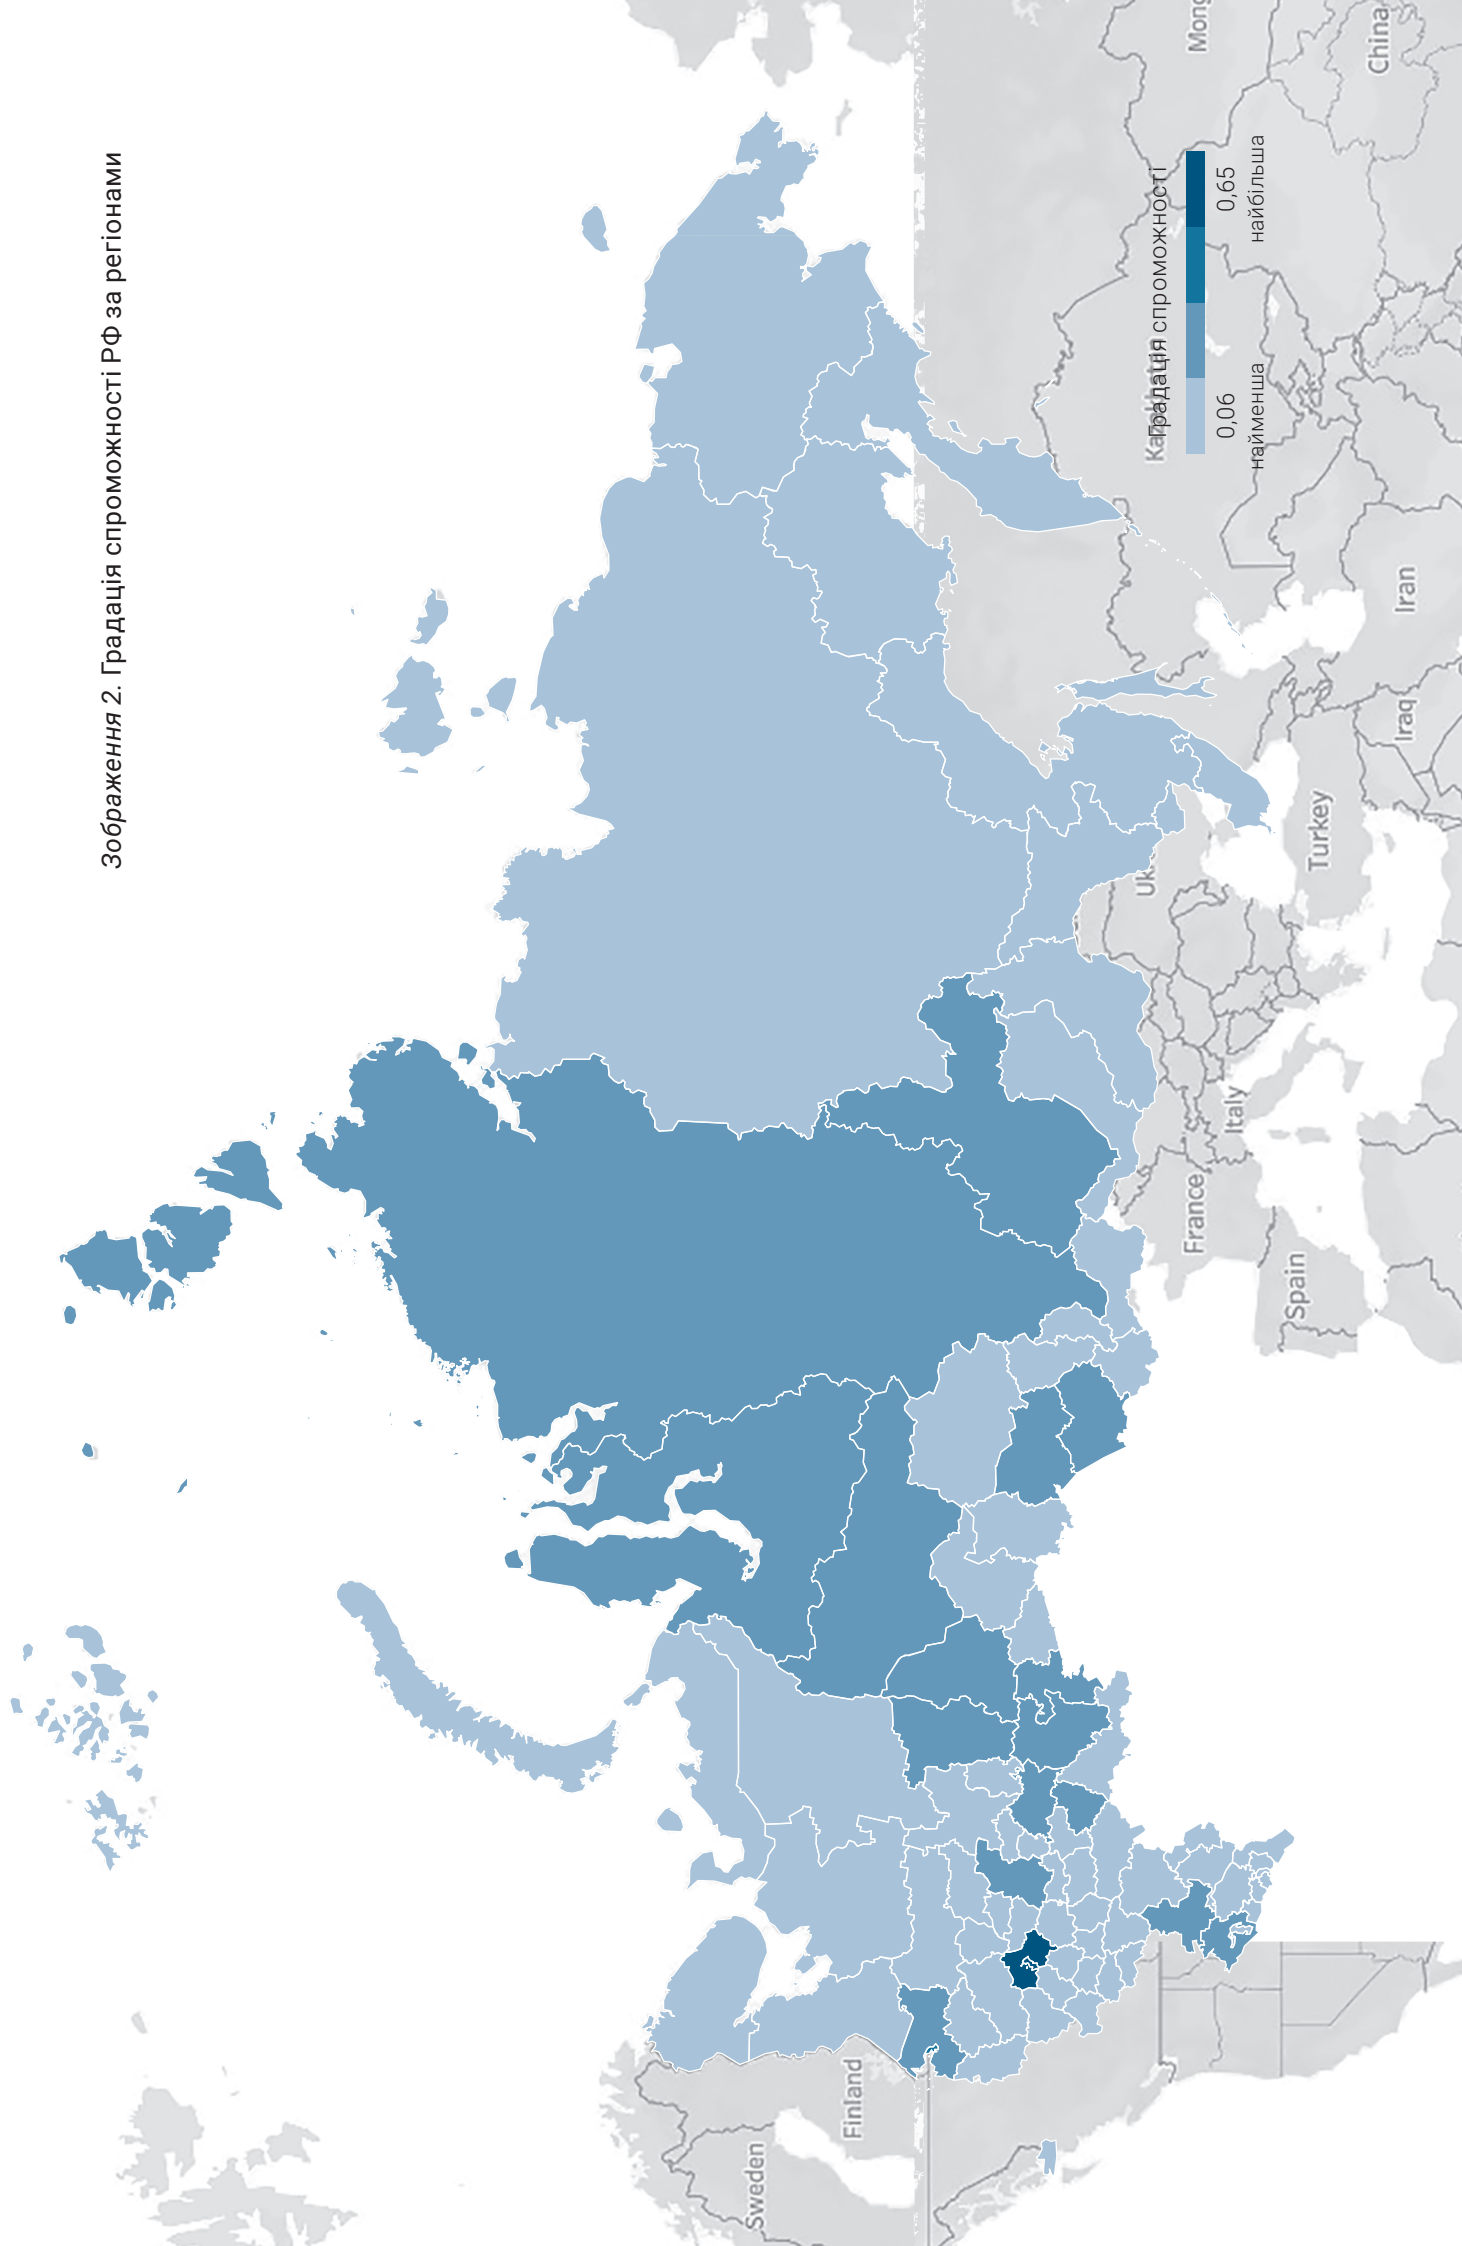 Зображення 2. Градація спроможності РФ за регіонами
Sweden
Finland
Spain
France
Italy
Uk
Turkey
Iraq
Iran
Mong
China
Градація спроможності
0,06
0,65
найменша
найбільша